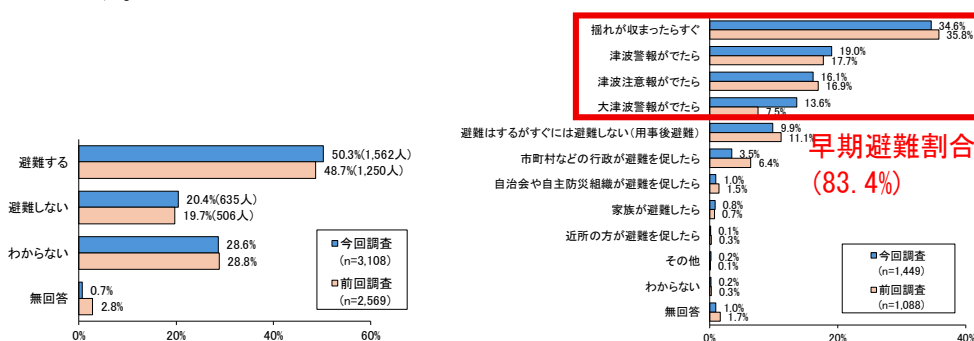 避難する
50.3%(1,562人)
48.7%(1,250人)
避難しない
20.4%(635人)
19.7%(506人)
わからない
28.6%
28.8%
無回答
0.7%
2.8%
今回調査
(n=3,108)
前回調査
(n=2,569)
0%
20%
40%
60%
揺れが収まったらすぐ
34.6%
35.8%
津波警報がでたら
19.0%
17.7%
津波注意報がでたら
16.1%
16.9%
大津波警報がでたら
13.6%
7.5%
避難はするがすぐには避難しない(用事後避難)
9.9%
11.1%
市町村などの行政が避難を促したら
3.5%
6.4%
自治会や自主防災組織が避難を促したら
1.0%
1.5%
家族が避難したら
0.8%
0.7%
近所の方が避難を促したら
0.1%
0.3%
その他
0.2%
0.1%
わからない
0.2%
0.3%
無回答
1.0%
1.7%
早期避難割合
(83.4%)
今回調査
(n=1,449)
前回調査
(n=1,088)
0%
20%
40%